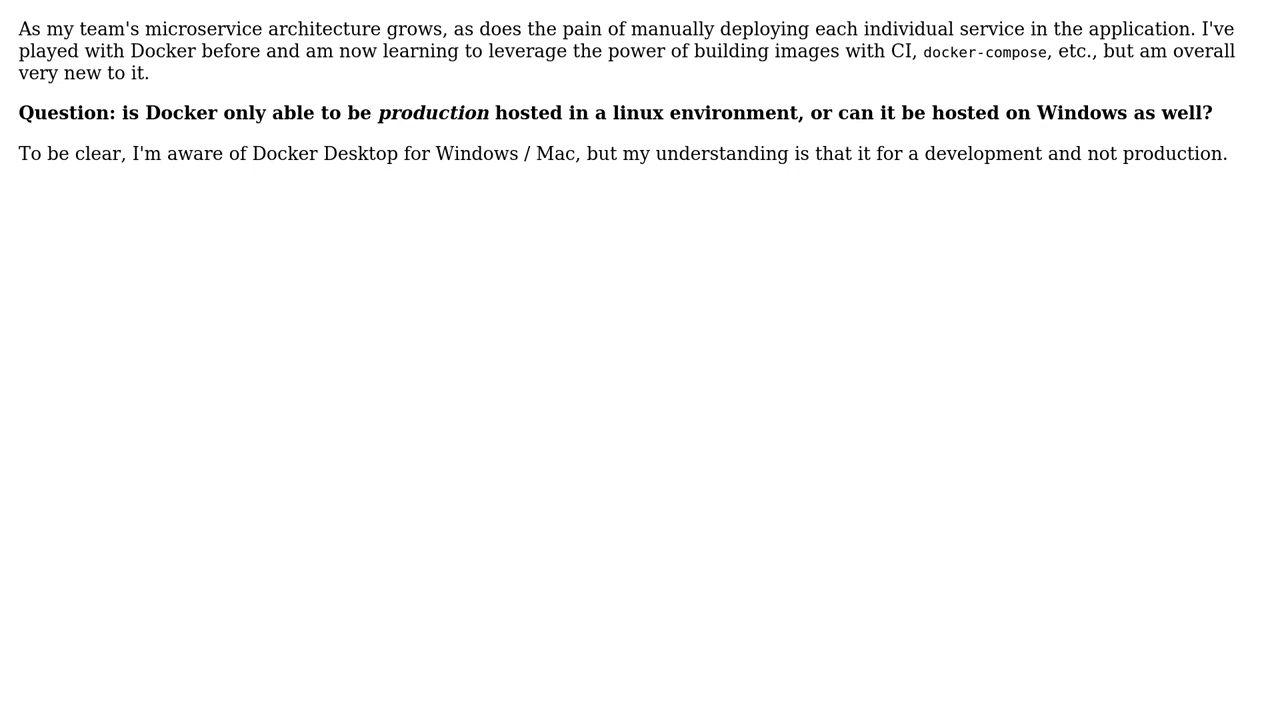 As my team's microservice architecture grows, as does the pain of manually deploying each individual service in the application. I've
played with Docker before and am now learning to leverage the power of building images with CI, docker-compose, etc., but am overall
very new to it.
Question: is Docker only able to be production hosted in a linux environment, or can it be hosted on Windows as well?
To be clear, I'm aware of Docker Desktop for Windows / Mac, but my understanding is that it for a development and not production.